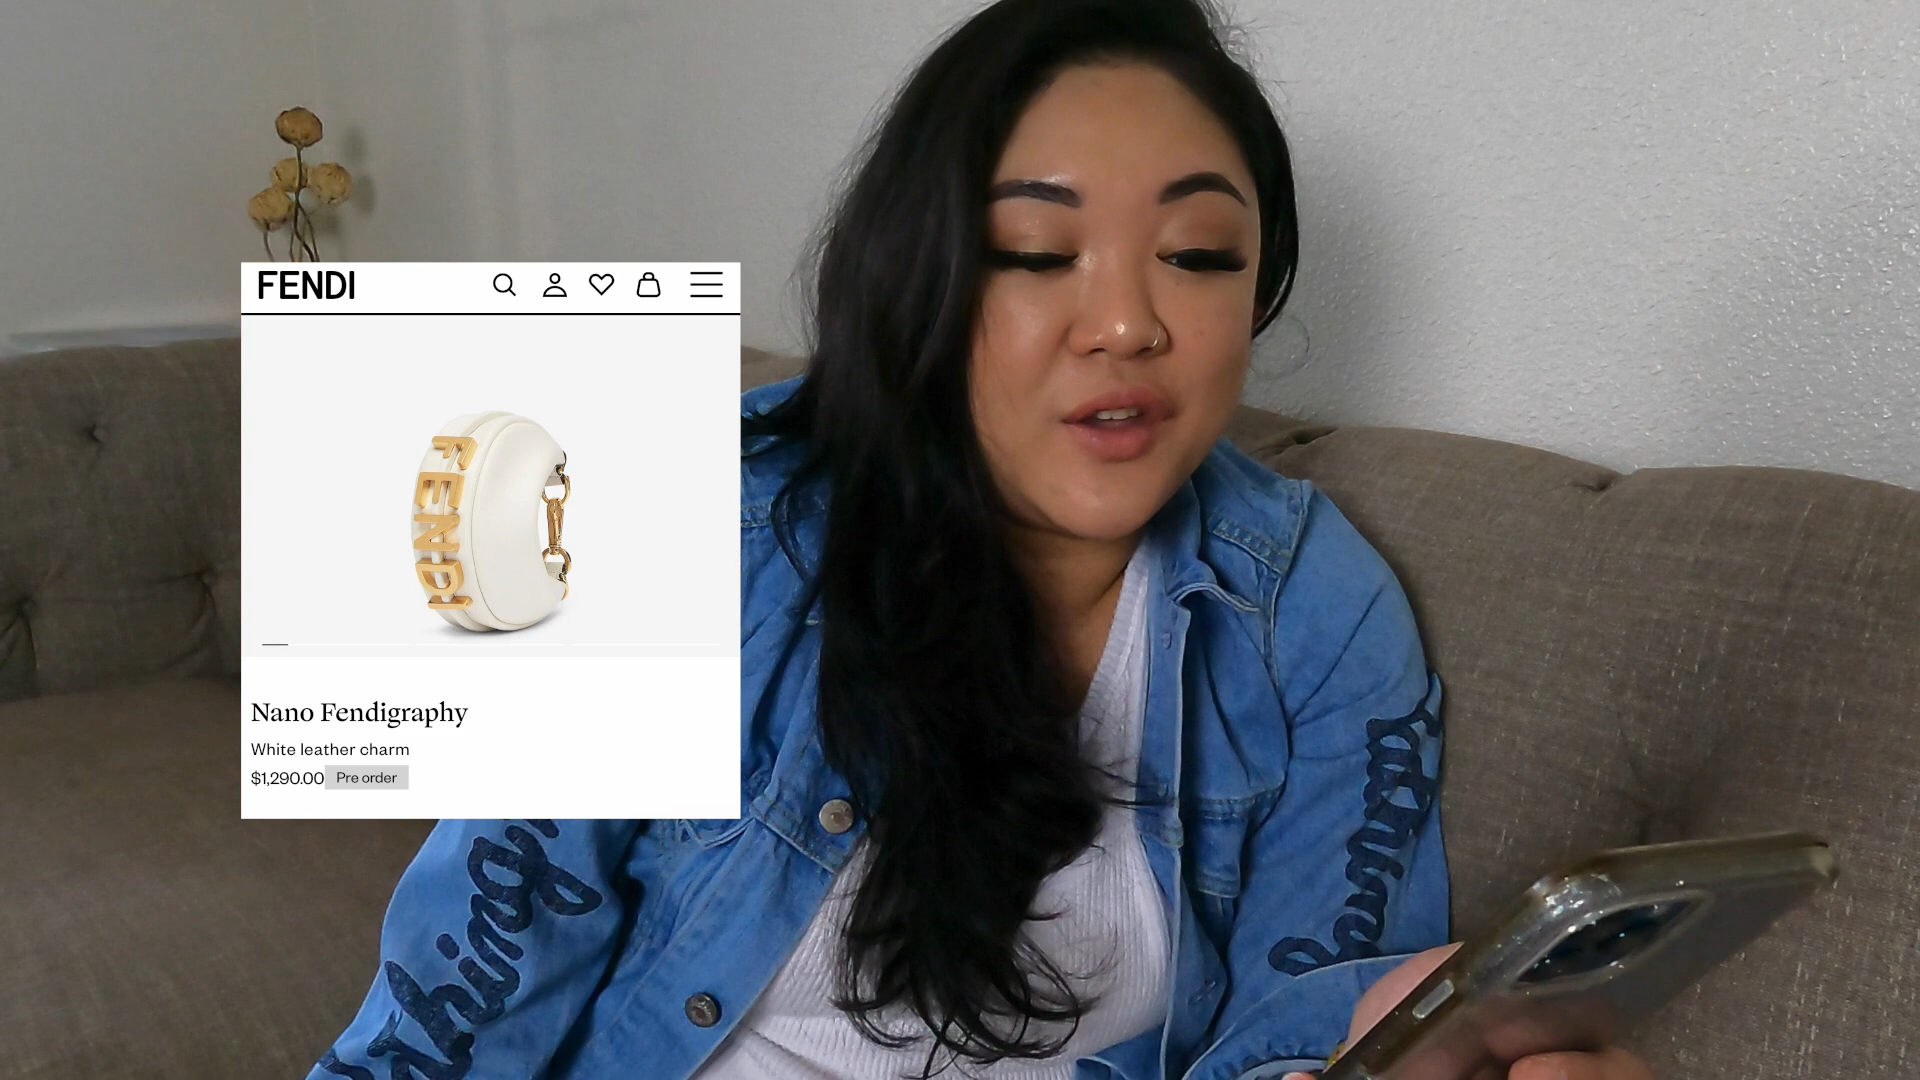 FENDI
FENDI
Nano Fendigraphy
White leather charm
$1,290.00 Pre order